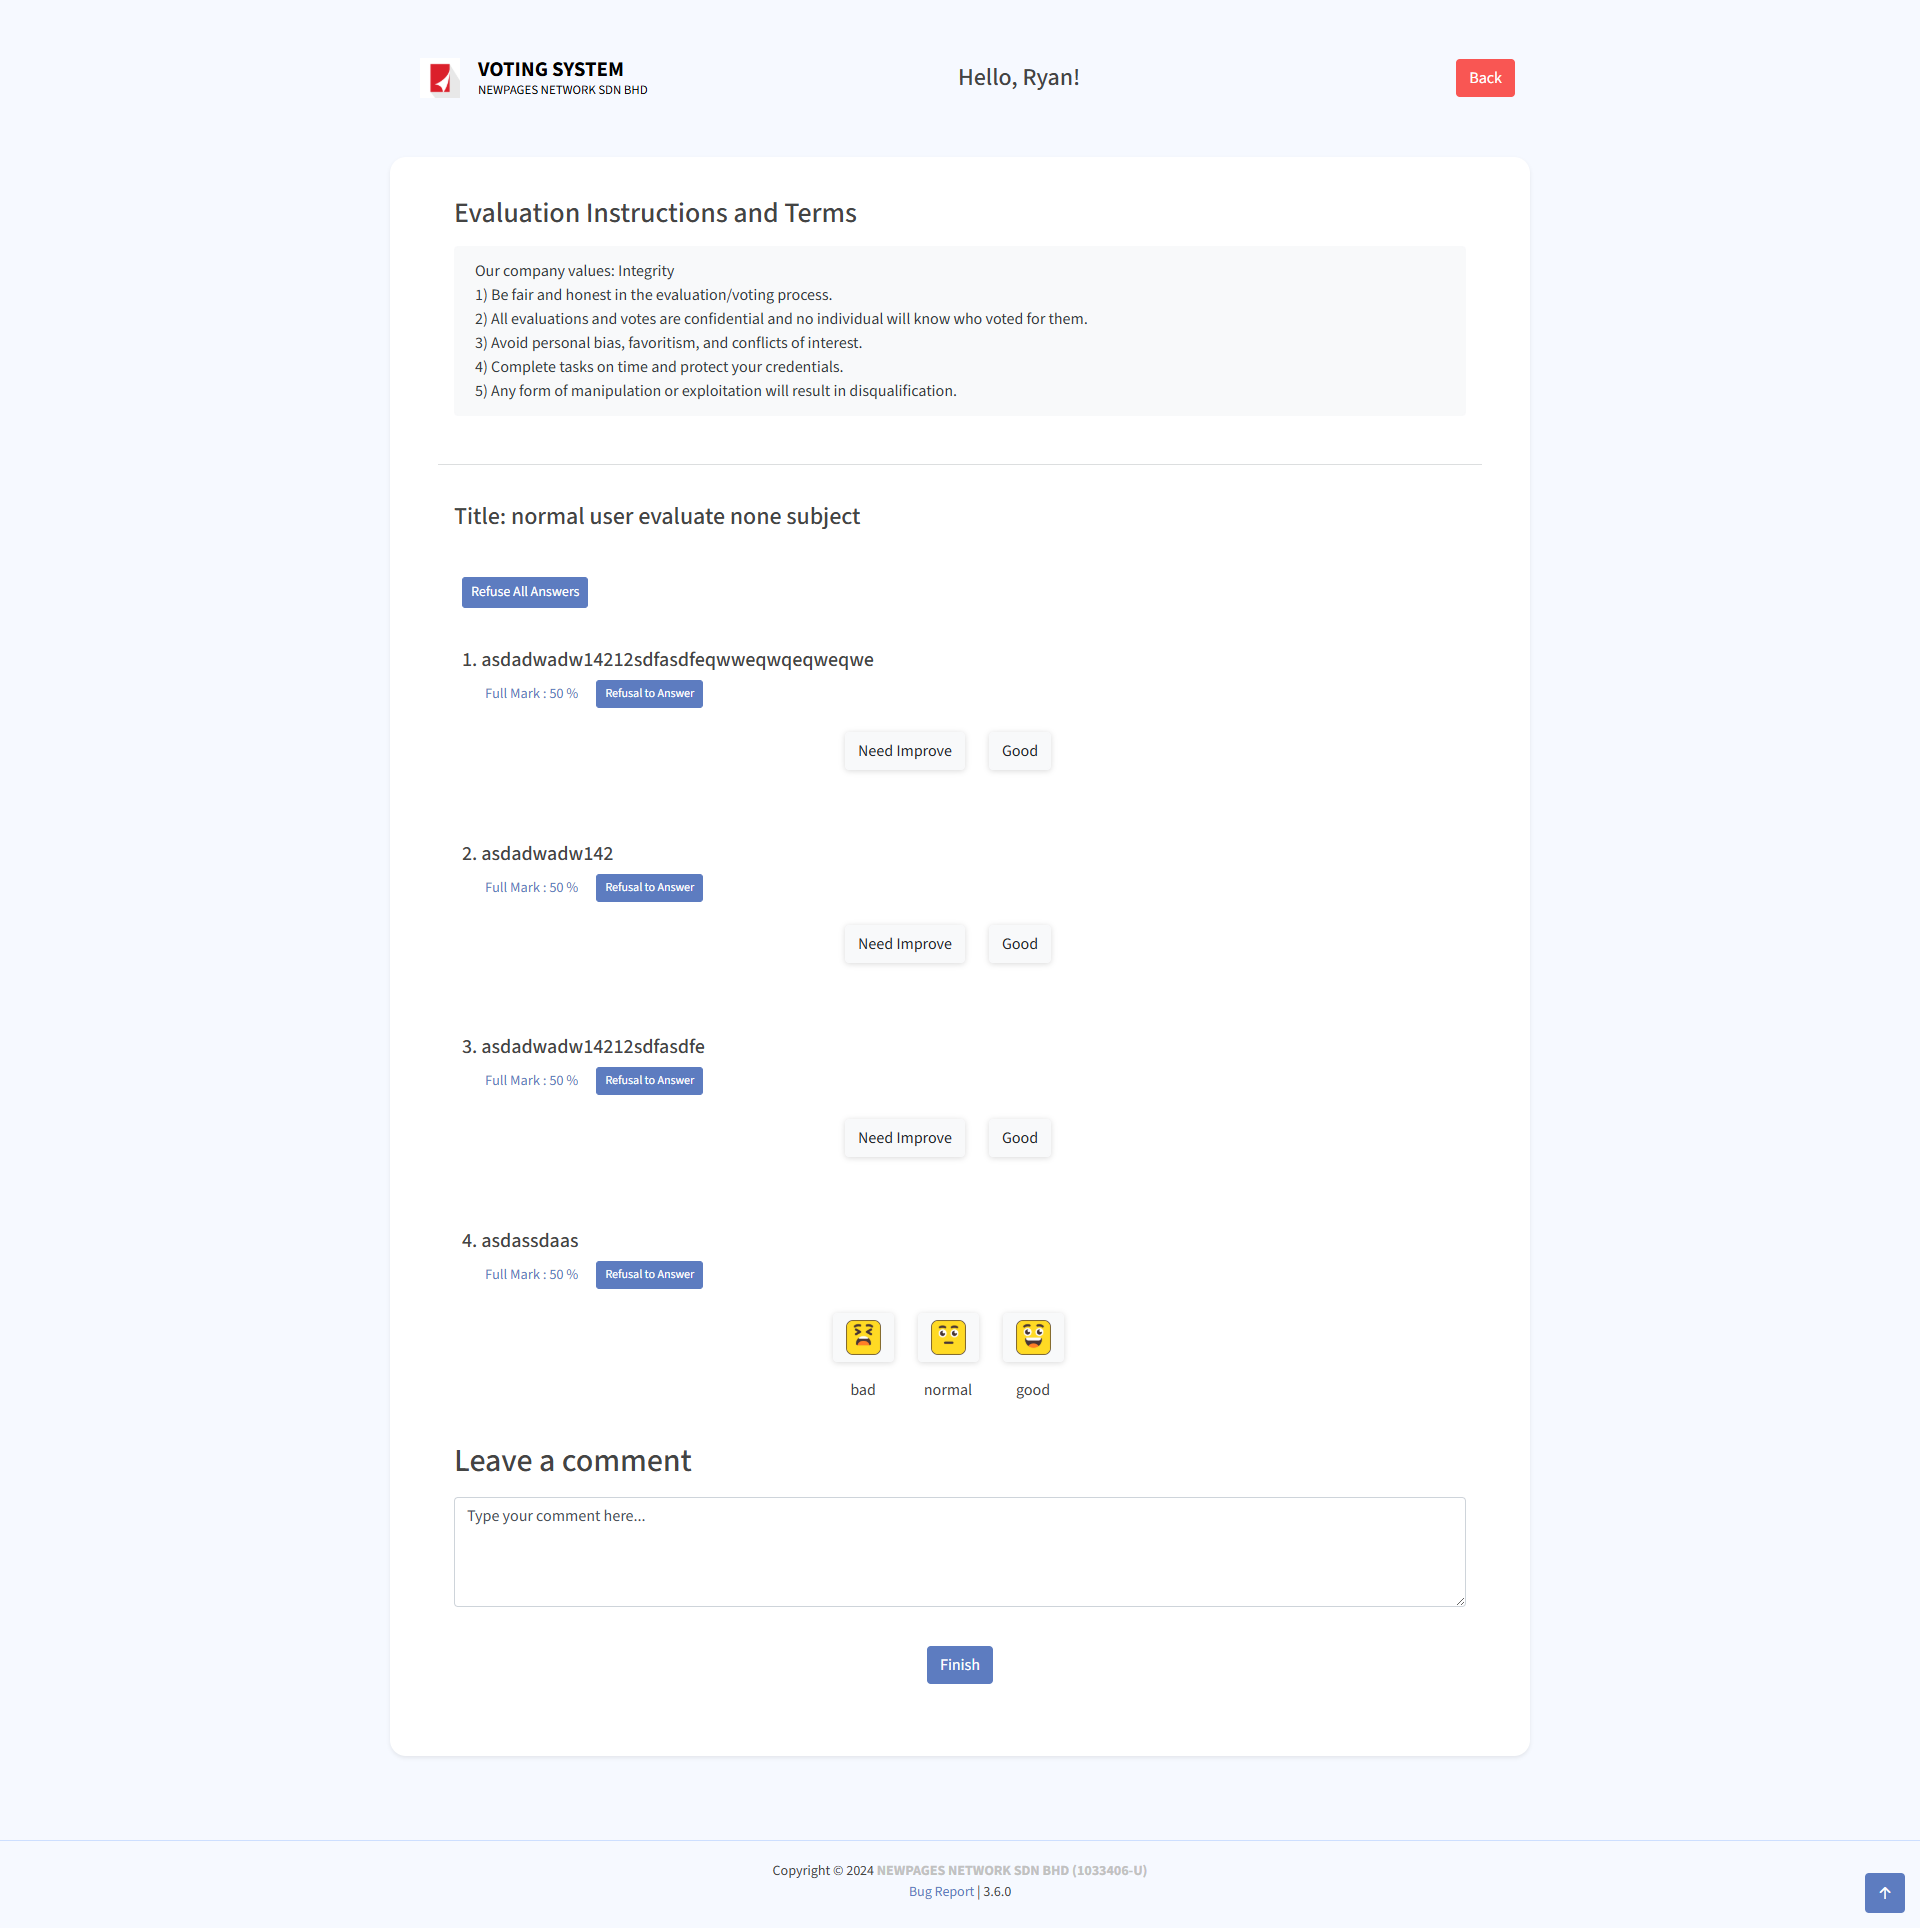 VOTING SYSTEM
NEWPAGES NETWORK SDN BHD
Hello, Ryan!
Back
Evaluation Instructions and Terms
Our company values: Integrity
1) Be fair and honest in the evaluation/voting process.
2) All evaluations and votes are confidential and no individual will know who voted for them.
3) Avoid personal bias, favoritism, and conflicts of interest.
4) Complete tasks on time and protect your credentials.
5) Any form of manipulation or exploitation will result in disqualification.
Title: normal user evaluate none subject
Refuse All Answers
1. asdadwadw14212sdfasdfeqwweqwqeqweqwe
Full Mark : 50 % Refusal to Answer
Need Improve Good
2. asdadwadw142
Full Mark : 50 % Refusal to Answer
Need Improve Good
3. asdadwadw14212sdfasdfe
Full Mark : 50 % Refusal to Answer
Need Improve Good
4. asdassdaas
Full Mark : 50 % Refusal to Answer
bad normal good
Leave a comment
Type your comment here...
Finish
Copyright © 2024 NEWPAGES NETWORK SDN BHD (1033406-U)
Bug Report | 3.6.0